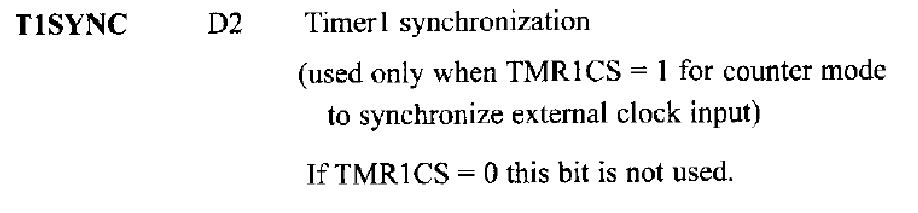 T1SYNC D2 Timer1 synchronization
(used only when TMR1CS = 1 for counter mode
to synchronize external clock input)
If TMR1CS = 0 this bit is not used.